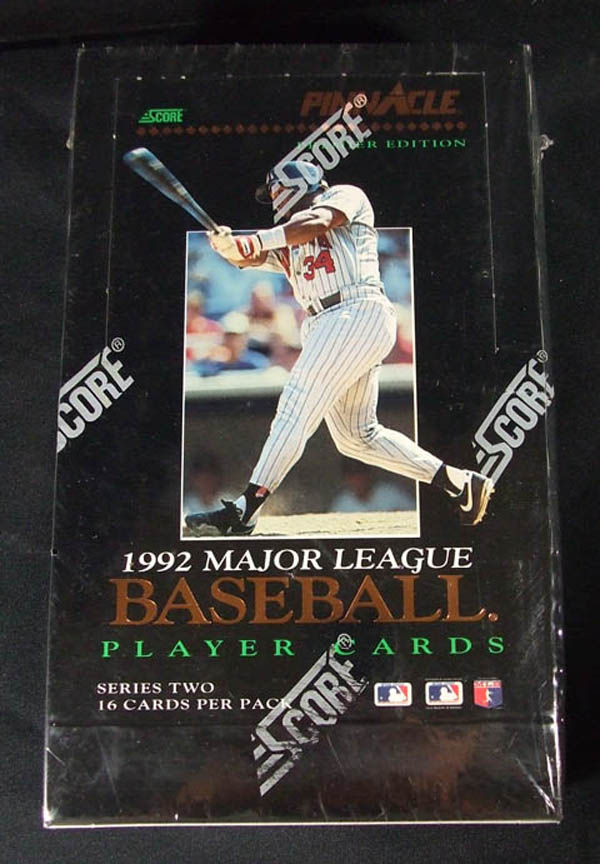 SCORE
PINNACLE
SCORE®
EDITION
34
SCORE®
SCORE®
1992 MAJOR LEAGUE
BASEBALL.
PLAYER CARDS
SERIES TWO
16 CARDS PER PACK
SCORE®